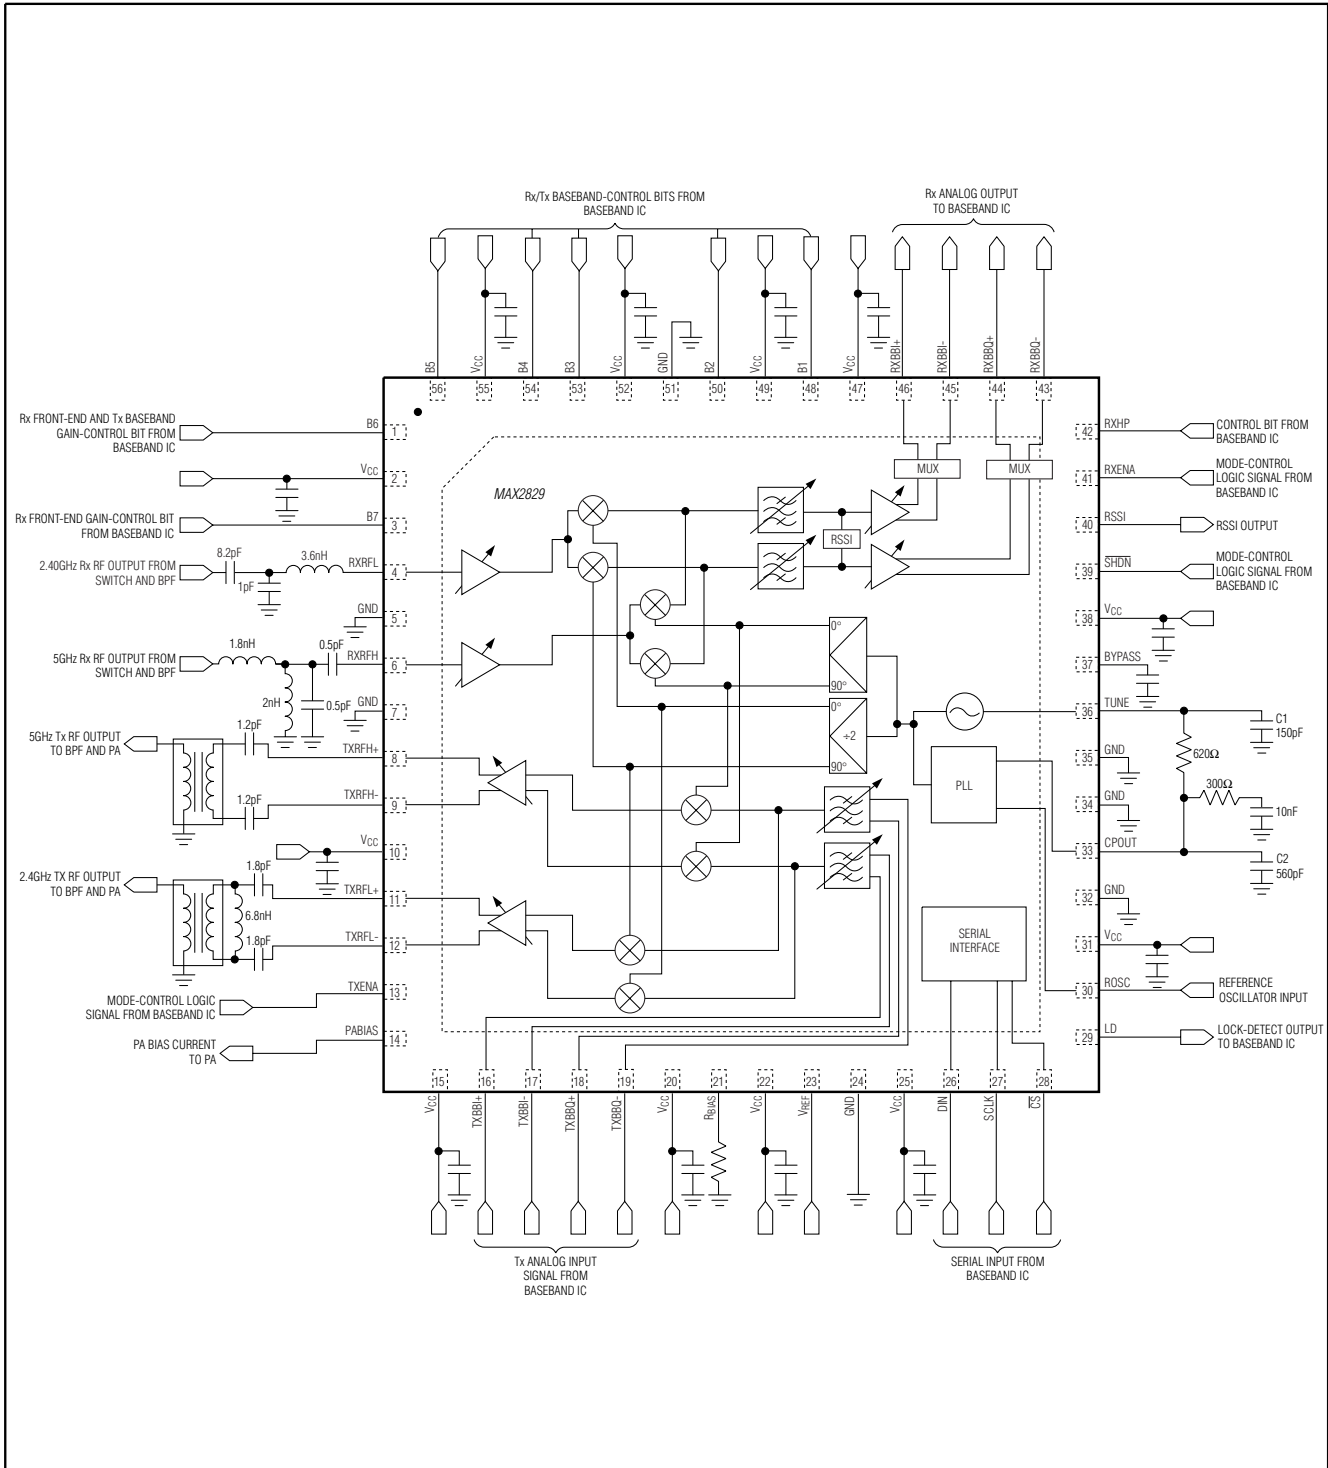 Rx/Tx BASEBAND-CONTROL BITS FROM
BASEBAND IC
Rx ANALOG OUTPUT
TO BASEBAND IC
B5
VCC
B4
B3
VCC
GND
B2
VCC
B1
VCC
RXBBI+
RXBBI-
RXBBQ+
RXBBQ-
56
55
54
53
52
51
50
49
48
47
46
45
44
43
Rx FRONT-END AND Tx BASEBAND
GAIN-CONTROL BIT FROM
BASEBAND IC
B6
1
VCC
2
Rx FRONT-END GAIN-CONTROL BIT
FROM BASEBAND IC
B7
3
2.40GHz Rx RF OUTPUT FROM
SWITCH AND BPF
8.2pF
1pF
3.6nH
RXRFL
4
GND
5
5GHz Rx RF OUTPUT FROM
SWITCH AND BPF
1.8nH
2nH
0.5pF
0.5pF
RXRFH
6
GND
7
5GHz Tx RF OUTPUT
TO BPF AND PA
1.2pF
1.2pF
TXRFH+
8
TXRFH-
9
VCC
10
2.4GHz TX RF OUTPUT
TO BPF AND PA
1.8pF
6.8nH
1.8pF
TXRFL+
11
TXRFL-
12
MODE-CONTROL LOGIC
SIGNAL FROM BASEBAND IC
TXENA
13
PA BIAS CURRENT
TO PA
PABIAS
14
MAX2829
MUX
MUX
RSSI
0°
90°
0°
÷2
90°
PLL
SERIAL
INTERFACE
42
RXHP
CONTROL BIT FROM
BASEBAND IC
41
RXENA
MODE-CONTROL
LOGIC SIGNAL FROM
BASEBAND IC
40
RSSI
RSSI OUTPUT
39
SHDN
MODE-CONTROL
LOGIC SIGNAL FROM
BASEBAND IC
38
VCC
37
BYPASS
36
TUNE
C1
150pF
620Ω
35
GND
300Ω
10nF
34
GND
33
CPOUT
C2
560pF
32
GND
31
VCC
30
ROSC
REFERENCE
OSCILLATOR INPUT
29
LD
LOCK-DETECT OUTPUT
TO BASEBAND IC
15
16
17
18
19
20
21
22
23
24
25
26
27
28
VCC
TXBBI+
TXBBI-
TXBBQ+
TXBBQ-
VCC
RBIAS
VCC
VREF
GND
VCC
DIN
SCLK
CS
Tx ANALOG INPUT
SIGNAL FROM
BASEBAND IC
SERIAL INPUT FROM
BASEBAND IC